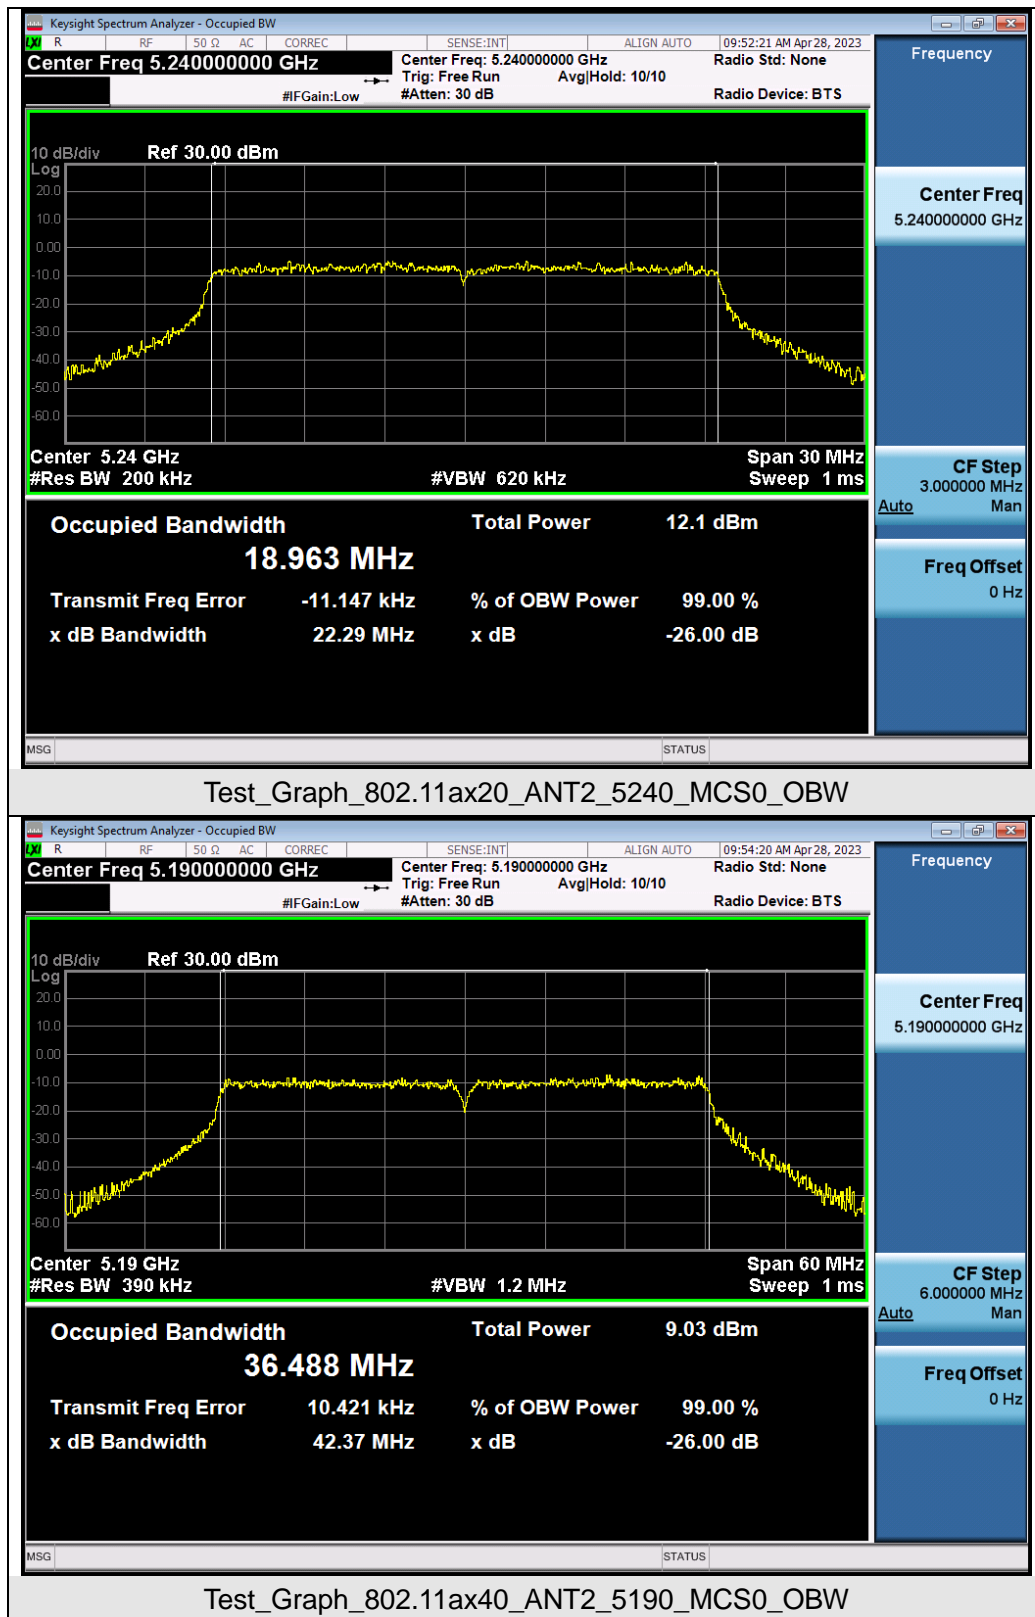 Keysight Spectrum Analyzer - Occupied BW
LXI R RF 50 Ω AC CORREC SENSE:INT ALIGN AUTO 09:52:21 AM Apr 28, 2023
Center Freq 5.240000000 GHz
Center Freq: 5.240000000 GHz
Radio Std: None
Trig: Free Run Avg|Hold: 10/10
#IFGain:Low
#Atten: 30 dB
Radio Device: BTS
Frequency
10 dB/div Ref 30.00 dBm
Log
20.0
10.0
0.00
-10.0
-20.0
-30.0
-40.0
-50.0
-60.0
Center Freq
5.240000000 GHz
Center 5.24 GHz Span 30 MHz
#Res BW 200 kHz #VBW 620 kHz Sweep 1 ms
CF Step
3.000000 MHz
Auto Man
Occupied Bandwidth Total Power 12.1 dBm
18.963 MHz
Freq Offset
0 Hz
Transmit Freq Error -11.147 kHz % of OBW Power 99.00 %
x dB Bandwidth 22.29 MHz x dB -26.00 dB
MSG STATUS
Test_Graph_802.11ax20_ANT2_5240_MCS0_OBW
Keysight Spectrum Analyzer - Occupied BW
LXI R RF 50 Ω AC CORREC SENSE:INT ALIGN AUTO 09:54:20 AM Apr 28, 2023
Center Freq 5.190000000 GHz
Center Freq: 5.190000000 GHz
Radio Std: None
Trig: Free Run Avg|Hold: 10/10
#IFGain:Low
#Atten: 30 dB
Radio Device: BTS
Frequency
10 dB/div Ref 30.00 dBm
Log
20.0
10.0
0.00
-10.0
-20.0
-30.0
-40.0
-50.0
-60.0
Center Freq
5.190000000 GHz
Center 5.19 GHz Span 60 MHz
#Res BW 390 kHz #VBW 1.2 MHz Sweep 1 ms
CF Step
6.000000 MHz
Auto Man
Occupied Bandwidth Total Power 9.03 dBm
36.488 MHz
Freq Offset
0 Hz
Transmit Freq Error 10.421 kHz % of OBW Power 99.00 %
x dB Bandwidth 42.37 MHz x dB -26.00 dB
MSG STATUS
Test_Graph_802.11ax40_ANT2_5190_MCS0_OBW